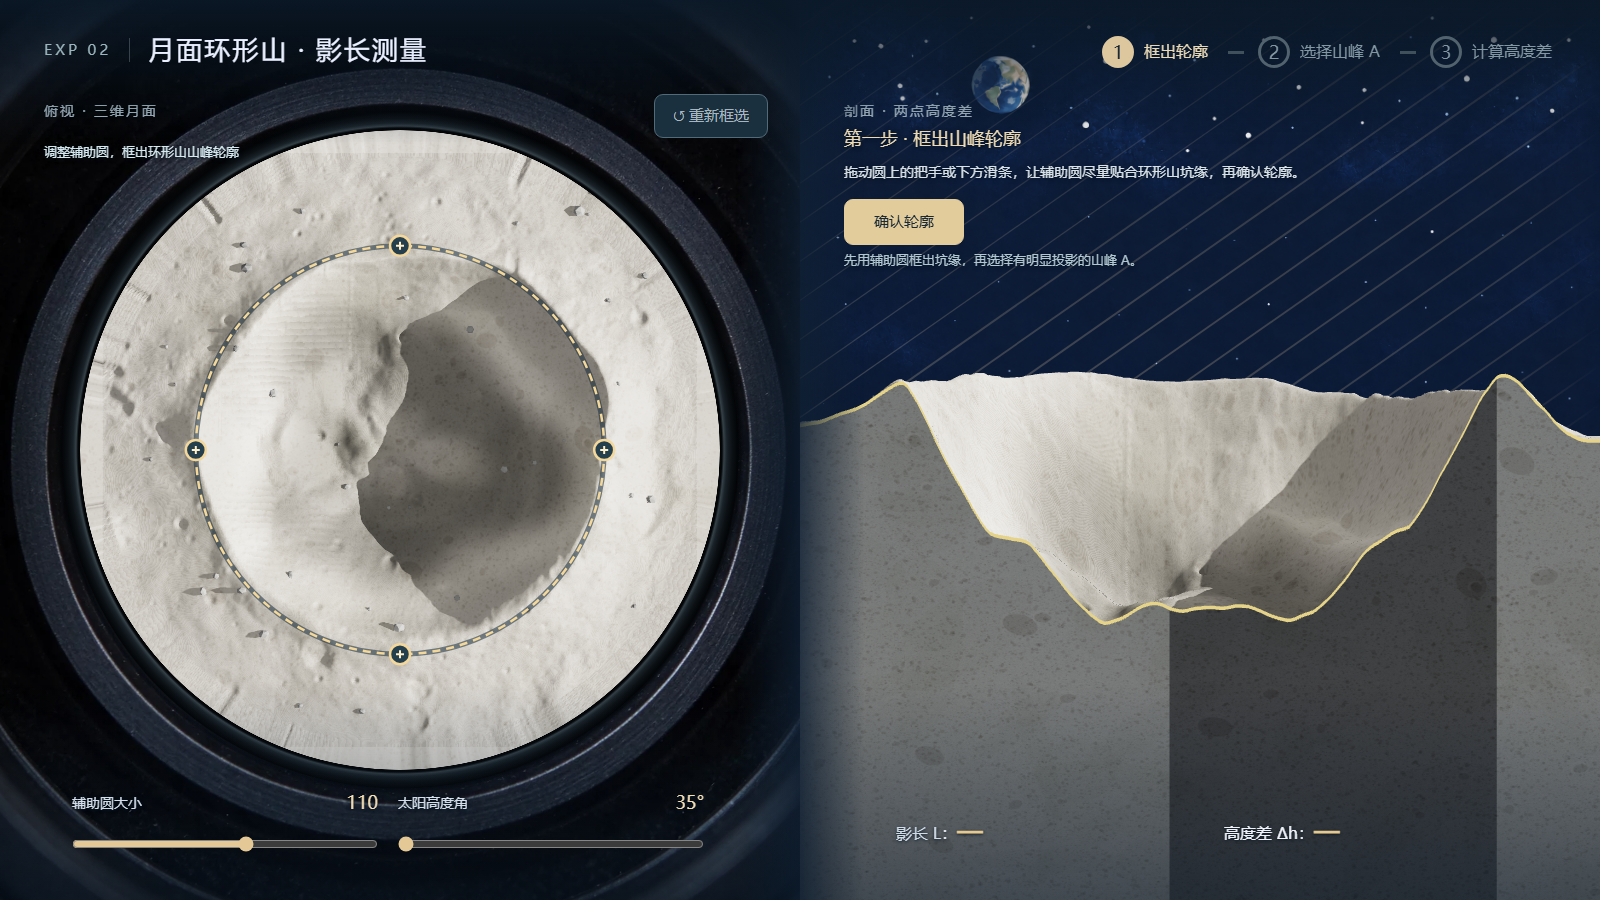 EXP 02 月面环形山 · 影长测量
俯视 · 三维月面
调整辅助圆，框出环形山山峰轮廓
↺ 重新框选
辅助圆大小 110
太阳高度角 35°
1 框出轮廓 — 2 选择山峰 A — 3 计算高度差
剖面 · 两点高度差
第一步 · 框出山峰轮廓
拖动圆上的把手或下方滑条，让辅助圆尽量贴合环形山坑缘，再确认轮廓。
确认轮廓
先用辅助圆框出坑缘，再选择有明显投影的山峰 A。
影长 L: —
高度差 Δh: —